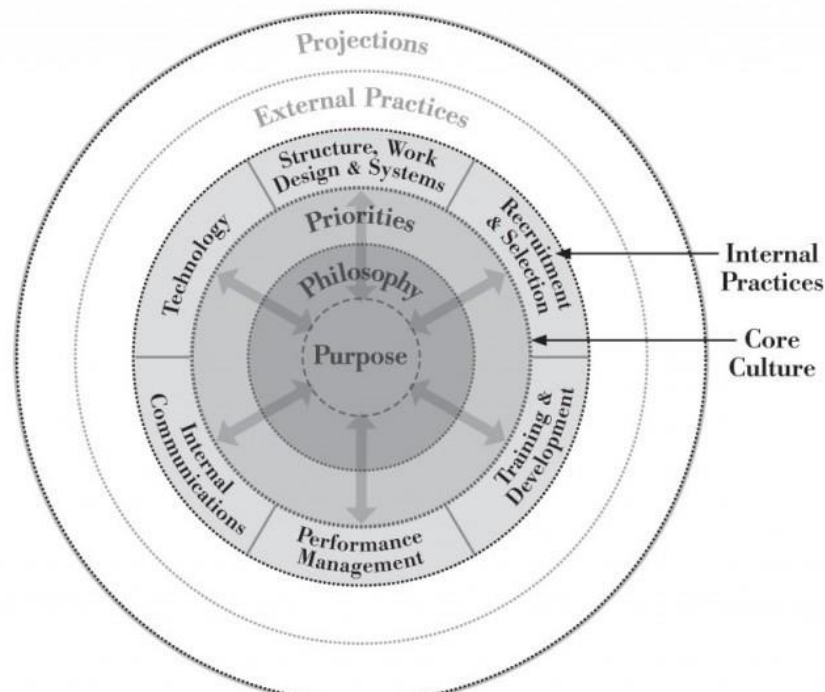 Projections
External Practices
Structure, Work
Design & Systems
Recruitment
& Selection
Technology
Priorities
Philosophy
Purpose
Internal
Practices
Core
Culture
Internal
Communications
Training &
Development
Performance
Management